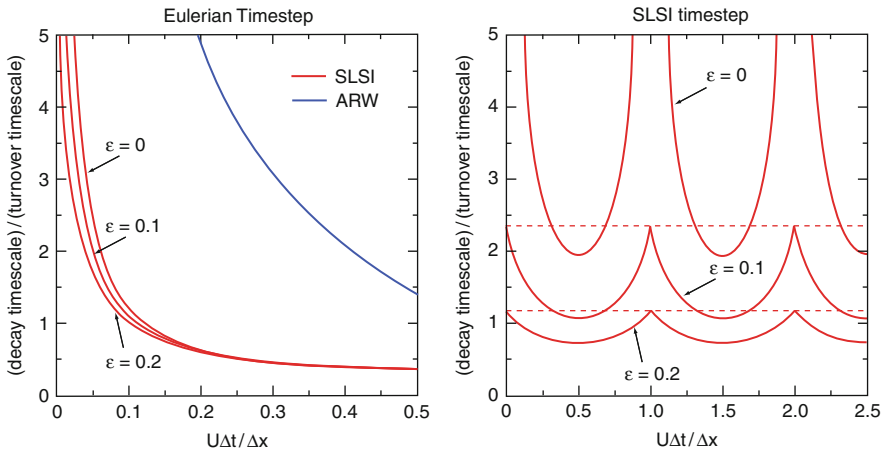 Eulerian Timestep
(decay timescale) / (turnover timescale)
5
4
3
2
1
0
SLSI
ARW
ε = 0
ε = 0.1
ε = 0.2
0 0.1 0.2 0.3 0.4 0.5
UΔt/Δx
SLSI timestep
(decay timescale) / (turnover timescale)
5
4
3
2
1
0
ε = 0
ε = 0.1
ε = 0.2
0 0.5 1.0 1.5 2.0 2.5
UΔt/Δx